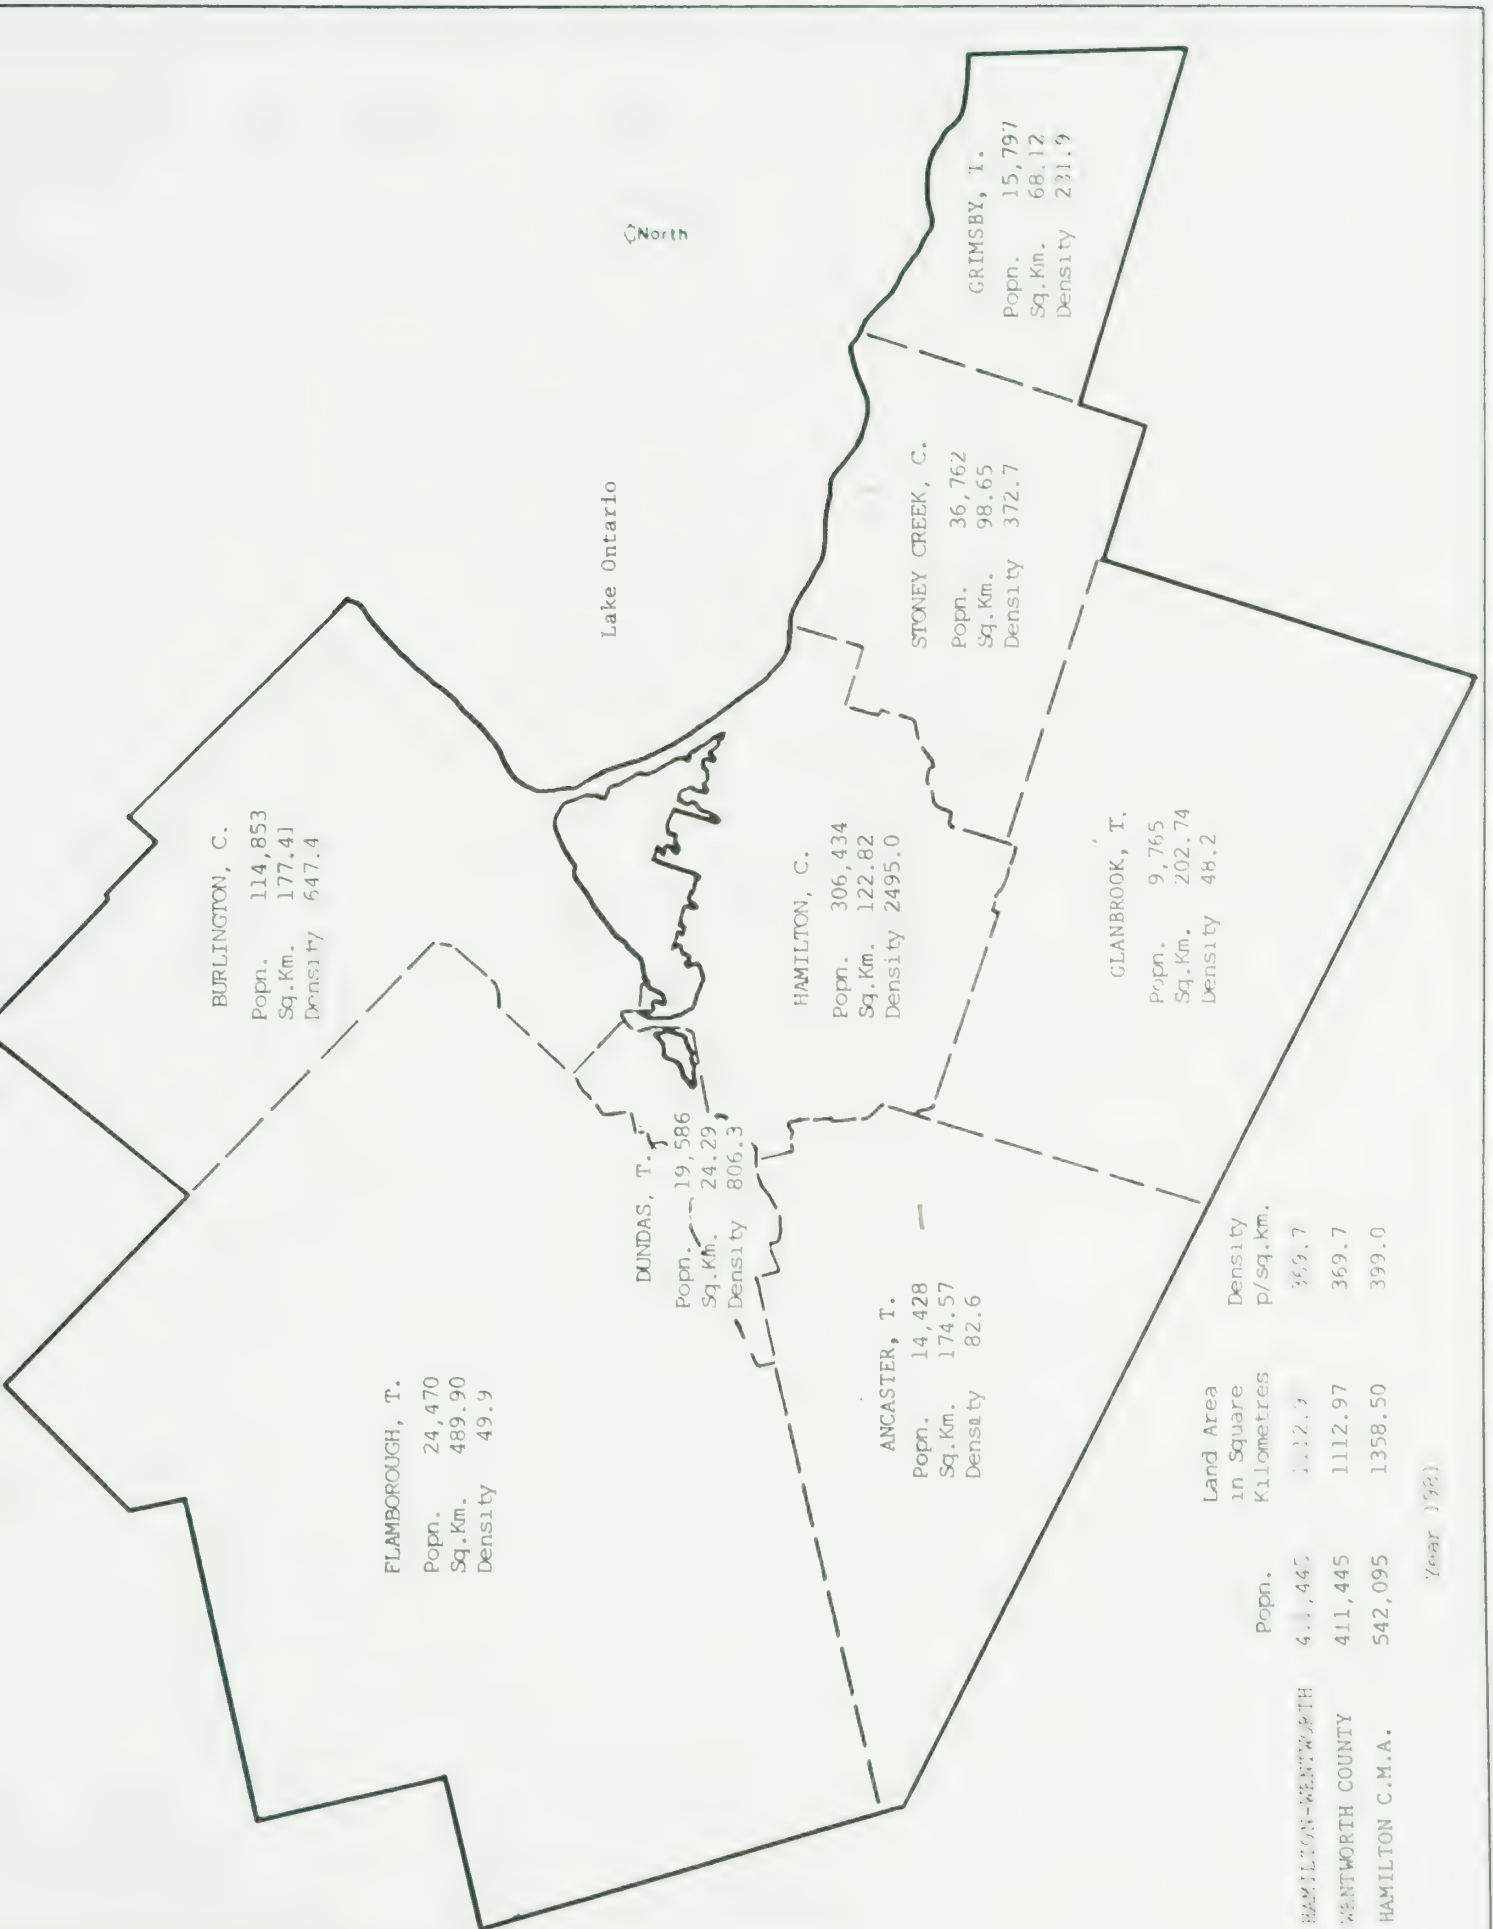 BURLINGTON, C.
Popn. 114,853
Sq.Km. 177.41
Density 647.4
North
Lake Ontario
FLAMBOROUGH, T.
Popn. 24,470
Sq.Km. 489.90
Density 49.9
DUNDAS, T.
Popn. 19,586
Sq.Km. 24.29
Density 806.3
HAMILTON, C.
Popn. 306,434
Sq.Km. 122.82
Density 2495.0
STONEY CREEK, C.
Popn. 36,762
Sq.Km. 98.65
Density 372.7
GRIMSBY, T.
Popn. 15,797
Sq.Km. 68.12
Density 231.9
ANCASTER, T.
Popn. 14,428
Sq.Km. 174.57
Density 82.6
GLANBROOK, T.
Popn. 9,765
Sq.Km. 202.74
Density 48.2
Land Area
in Square Density
Popn. Kilometres p/sq.km.
HAMILTON-WENTWORTH 369.7
WENTWORTH COUNTY 411,445 1112.97 369.7
HAMILTON C.M.A. 542,095 1358.50 399.0
Year 1981